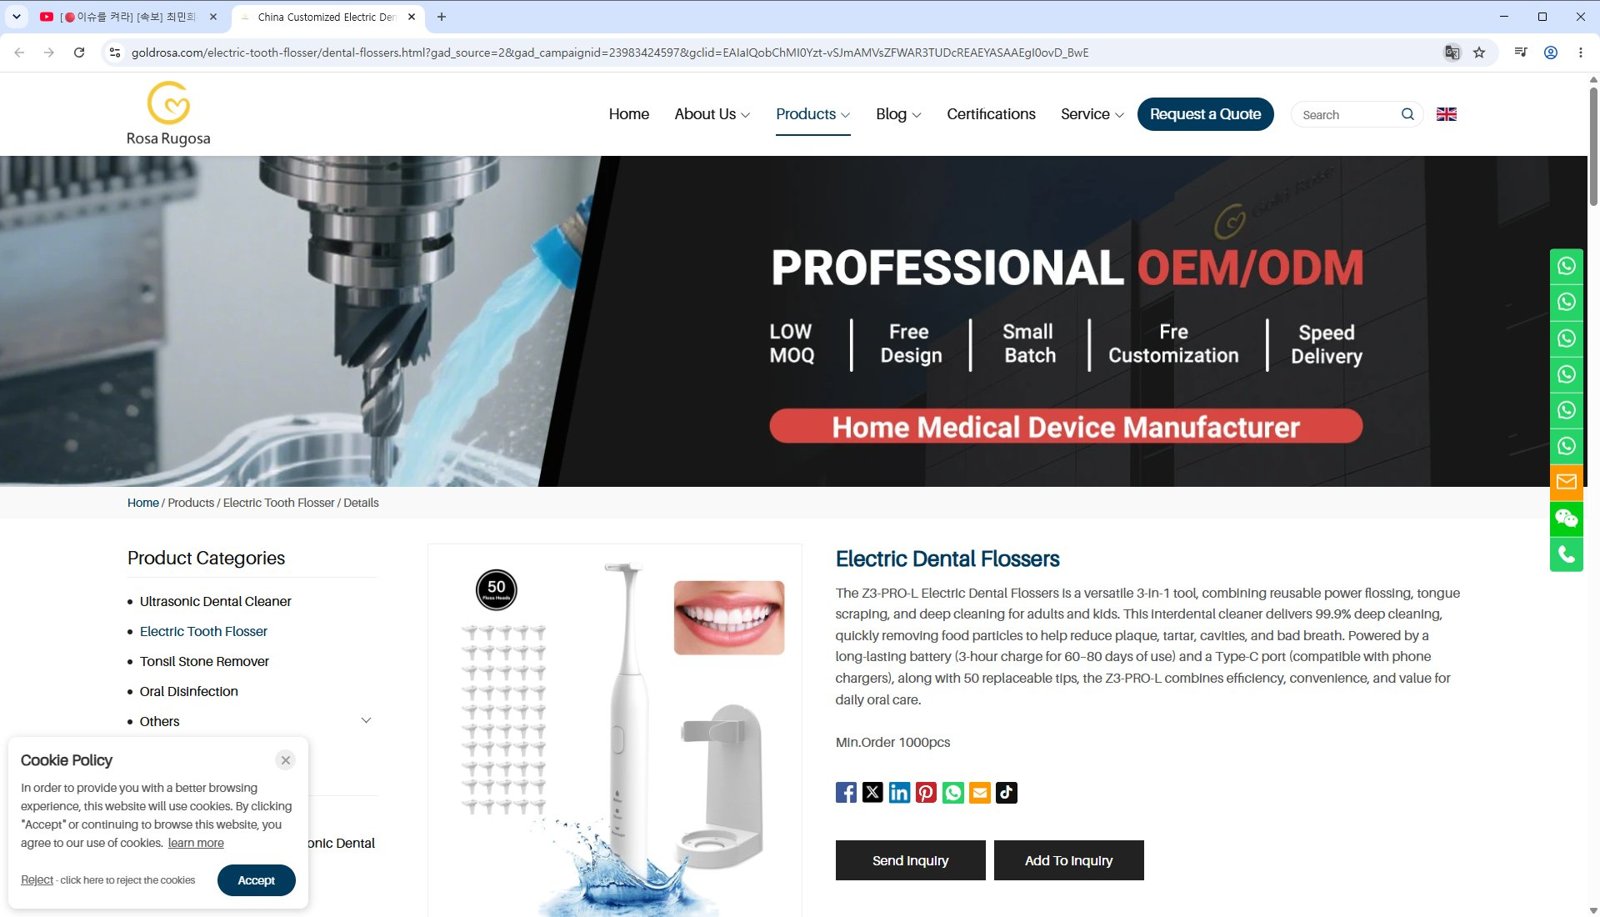 [🔴이슈를 켜라] [속보] 최민희
China Customized Electric Den
goldrosa.com/electric-tooth-flosser/dental-flossers.html?gad_source=2&gad_campaignid=23983424597&gclid=EAIaIQobChMI0Yzt-vSJmAMVsZFWAR3TUDcREAEYASAAEgI0ovD_BwE
Rosa Rugosa
Home
About Us
Products
Blog
Certifications
Service
Request a Quote
Search
Gold Rose
PROFESSIONAL OEM/ODM
LOW MOQ
Free Design
Small Batch
Fre Customization
Speed Delivery
Home Medical Device Manufacturer
Home / Products / Electric Tooth Flosser / Details
Product Categories
Ultrasonic Dental Cleaner
Electric Tooth Flosser
Tonsil Stone Remover
Oral Disinfection
Others
onic Dental
50
Floss Heads
Electric Dental Flossers
The Z3-PRO-L Electric Dental Flossers is a versatile 3-in-1 tool, combining reusable power flossing, tongue
scraping, and deep cleaning for adults and kids. This interdental cleaner delivers 99.9% deep cleaning,
quickly removing food particles to help reduce plaque, tartar, cavities, and bad breath. Powered by a
long-lasting battery (3-hour charge for 60–80 days of use) and a Type-C port (compatible with phone
chargers), along with 50 replaceable tips, the Z3-PRO-L combines efficiency, convenience, and value for
daily oral care.
Min.Order 1000pcs
Send Inquiry
Add To Inquiry
Cookie Policy
In order to provide you with a better browsing
experience, this website will use cookies. By clicking
"Accept" or continuing to browse this website, you
agree to our use of cookies. learn more
Reject - click here to reject the cookies
Accept